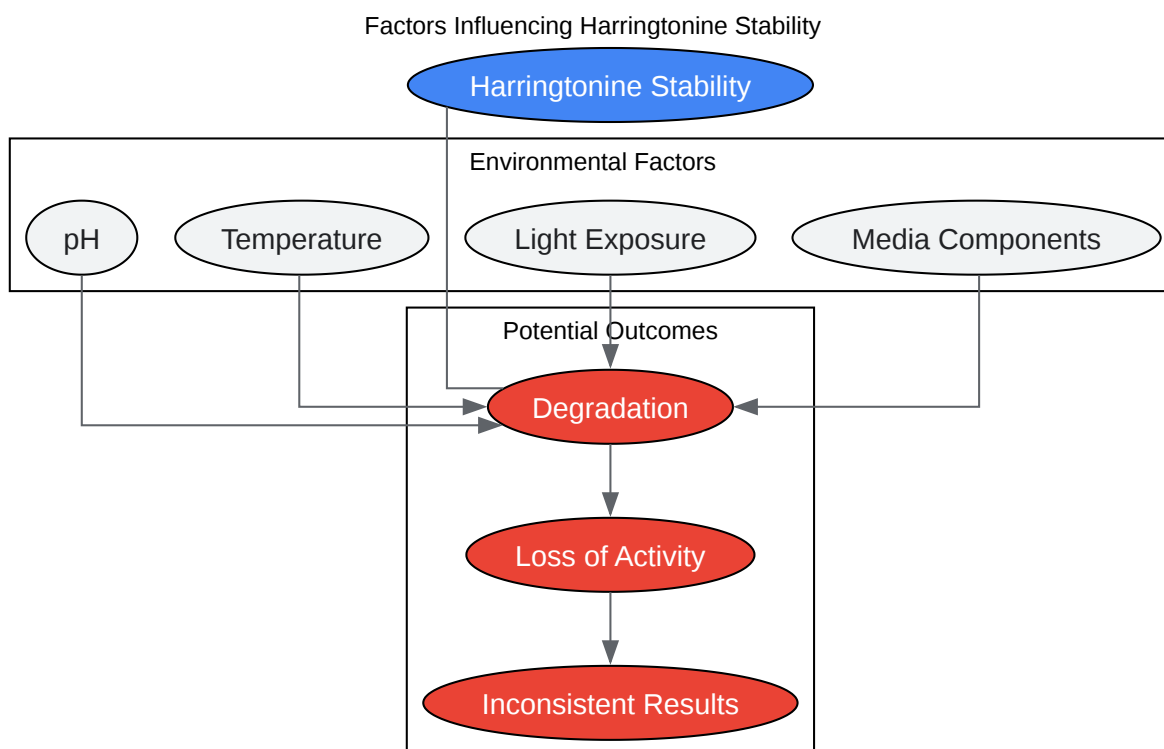 Factors Influencing Harringtonine Stability
Harringtonine Stability
Environmental Factors
pH
Temperature
Light Exposure
Media Components
Potential Outcomes
Degradation
Loss of Activity
Inconsistent Results